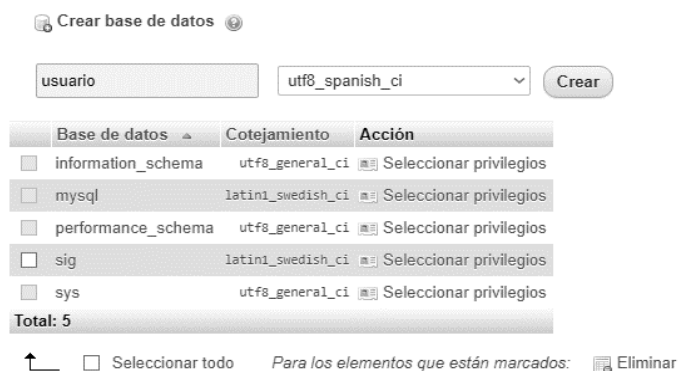 Crear base de datos
usuario utf8_spanish_ci Crear
Base de datos Cotejamiento Acción
information_schema utf8_general_ci Seleccionar privilegios
mysql latin1_swedish_ci Seleccionar privilegios
performance_schema utf8_general_ci Seleccionar privilegios
sig latin1_swedish_ci Seleccionar privilegios
sys utf8_general_ci Seleccionar privilegios
Total: 5
Seleccionar todo Para los elementos que están marcados: Eliminar